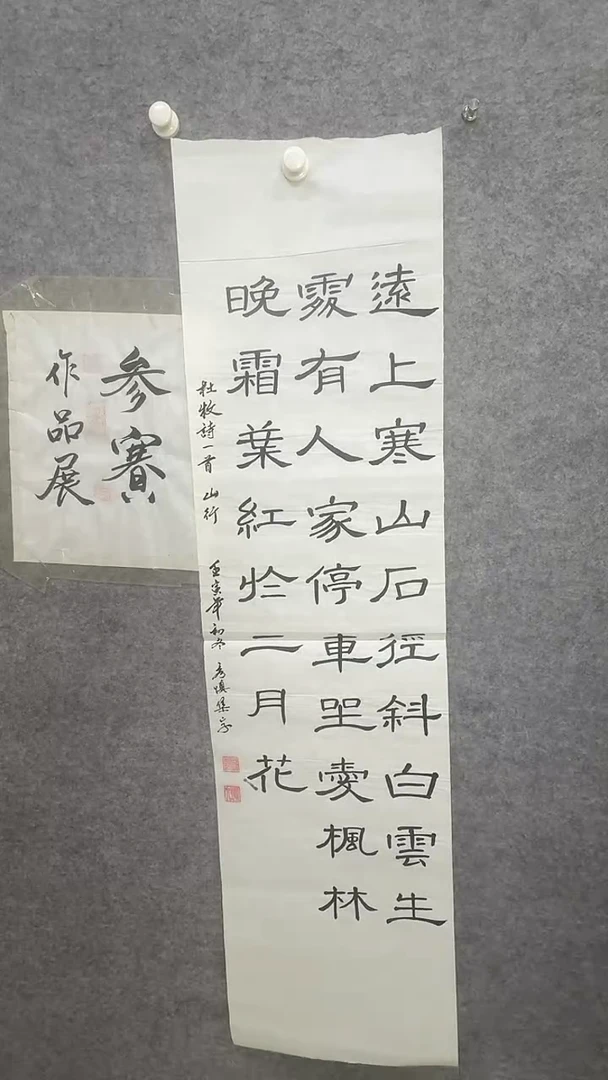 遠上寒山石徑斜白雲生
處有人家停車坐愛楓林
晚霜葉紅於二月花
杜牧詩一首 山行 壬寅年初冬
参賽
作品展